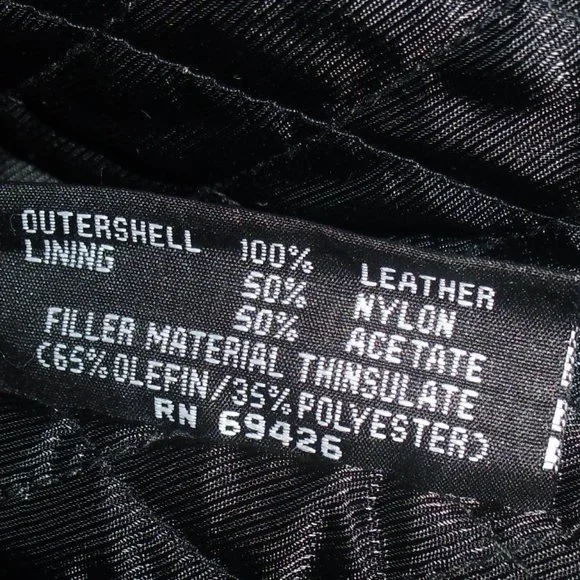 OUTERSHELL 100% LEATHER
LINING 50% NYLON
50% ACETATE
FILLER MATERIAL THINSULATE
(65% OLEFIN/35% POLYESTER)
RN 69426